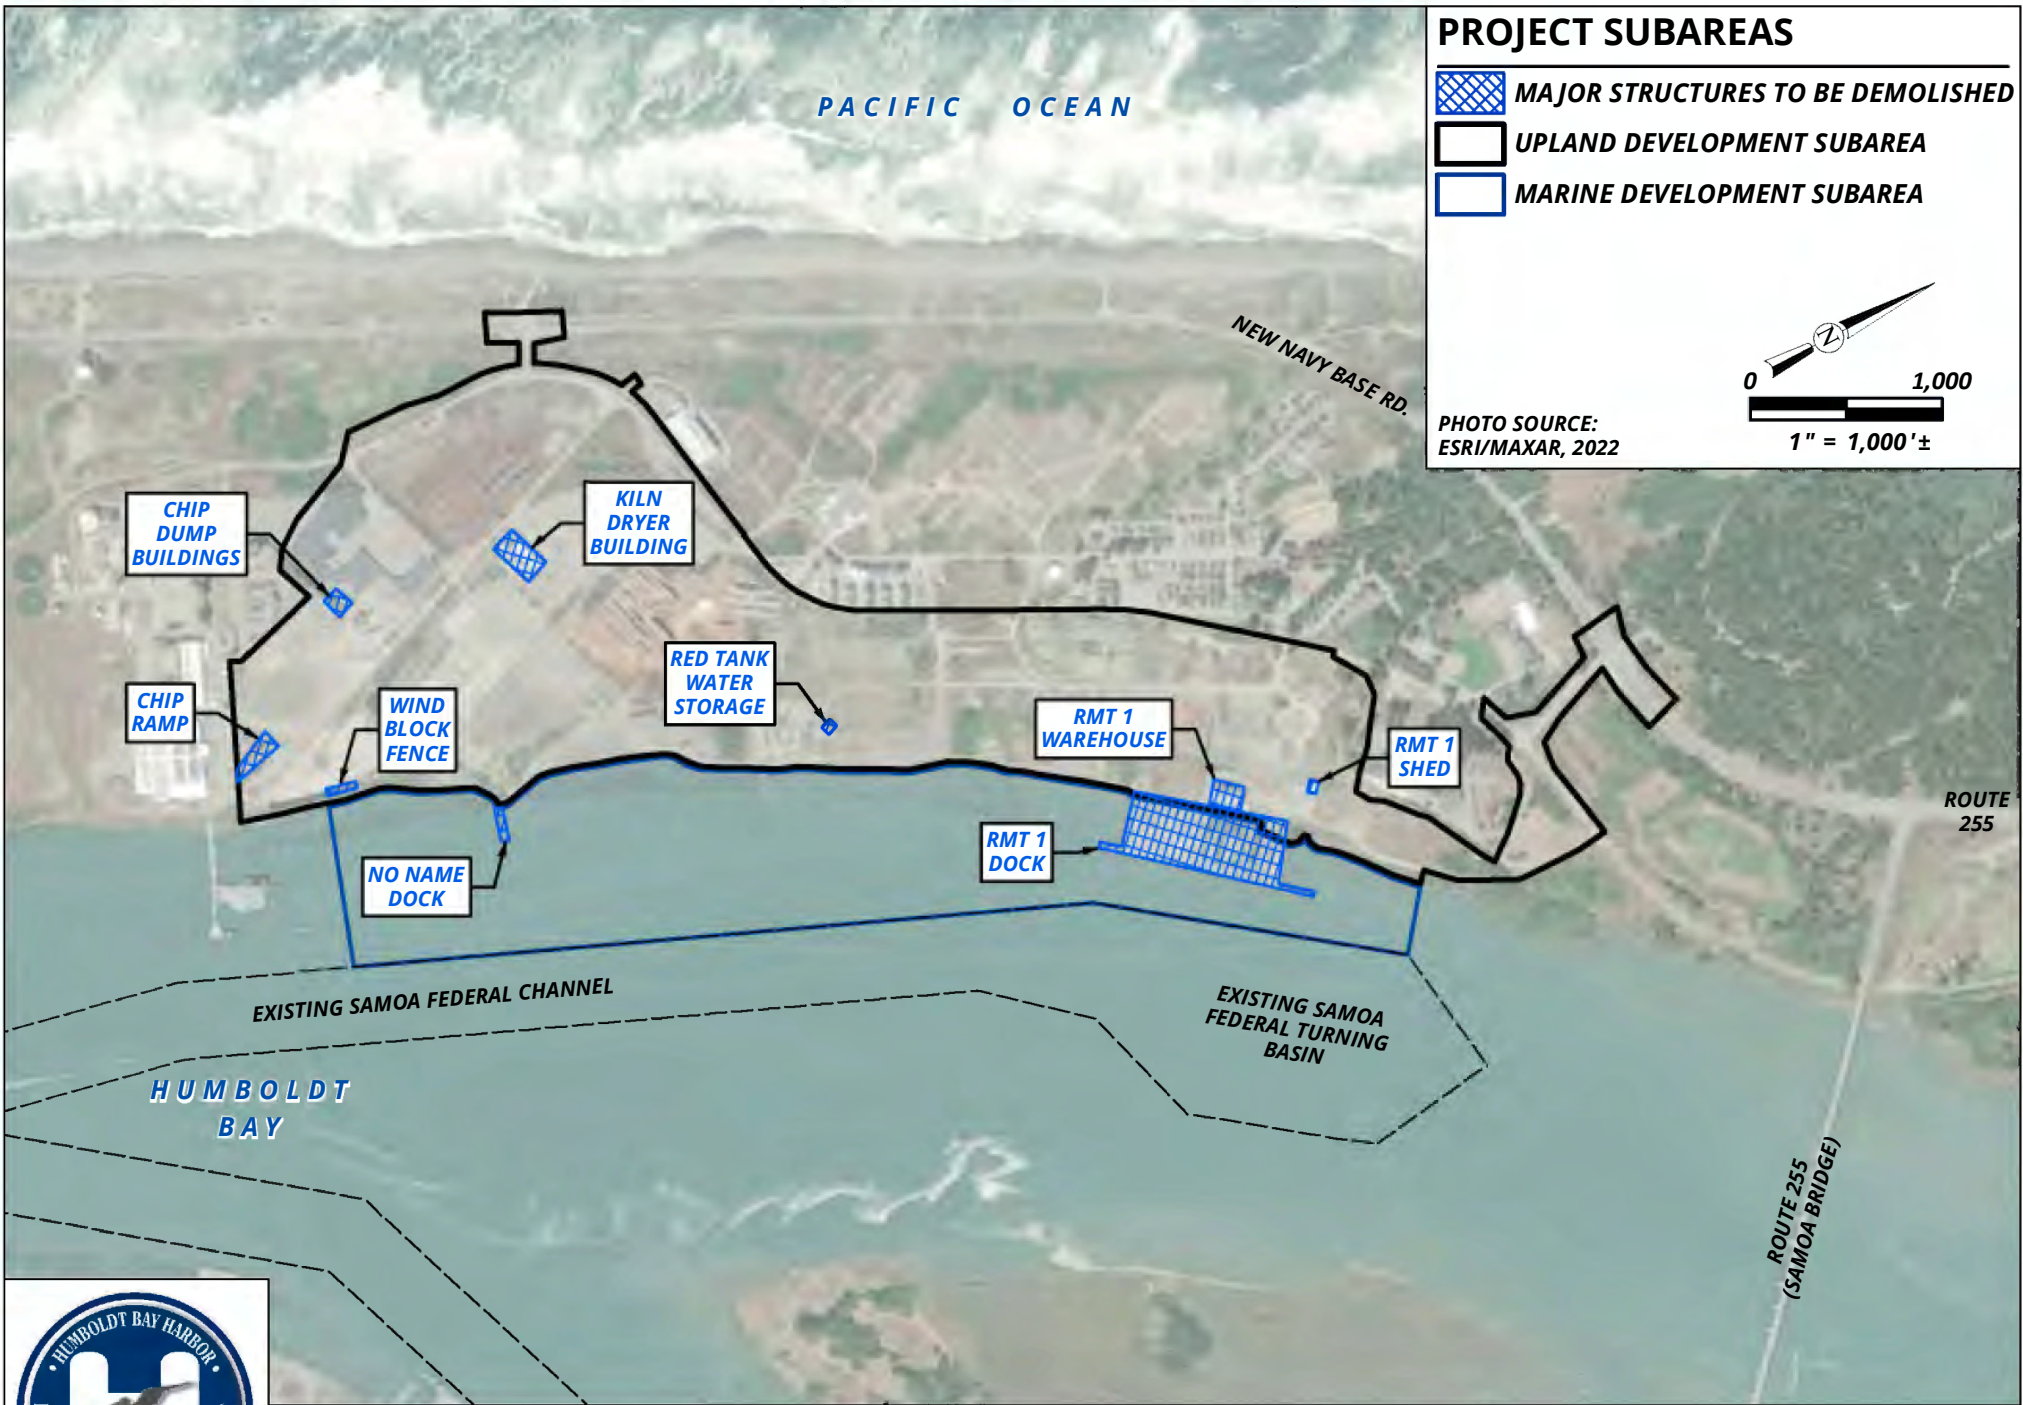 PROJECT SUBAREAS
MAJOR STRUCTURES TO BE DEMOLISHED
UPLAND DEVELOPMENT SUBAREA
MARINE DEVELOPMENT SUBAREA
N
0 1,000
1" = 1,000'±
PHOTO SOURCE:
ESRI/MAXAR, 2022
PACIFIC OCEAN
NEW NAVY BASE RD.
CHIP
DUMP
BUILDINGS
KILN
DRYER
BUILDING
RED TANK
WATER
STORAGE
CHIP
RAMP
WIND
BLOCK
FENCE
RMT 1
WAREHOUSE
RMT 1
SHED
ROUTE
255
NO NAME
DOCK
RMT 1
DOCK
EXISTING SAMOA FEDERAL CHANNEL
EXISTING SAMOA
FEDERAL TURNING
BASIN
HUMBOLDT
BAY
ROUTE 255
(SAMOA BRIDGE)
• HUMBOLDT BAY HARBOR •